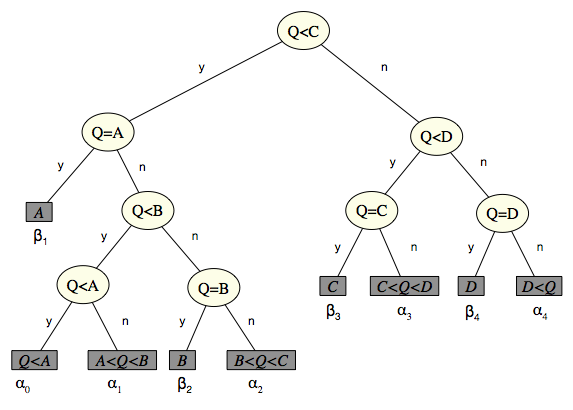 Q<C
y n
Q=A Q<D
y n y n
A Q<B Q=C Q=D
β1
y n y n y n
Q<A Q=B C C<Q<D D D<Q
β3 α3 β4 α4
y n y n
Q<A A<Q<B B B<Q<C
α0 α1 β2 α2